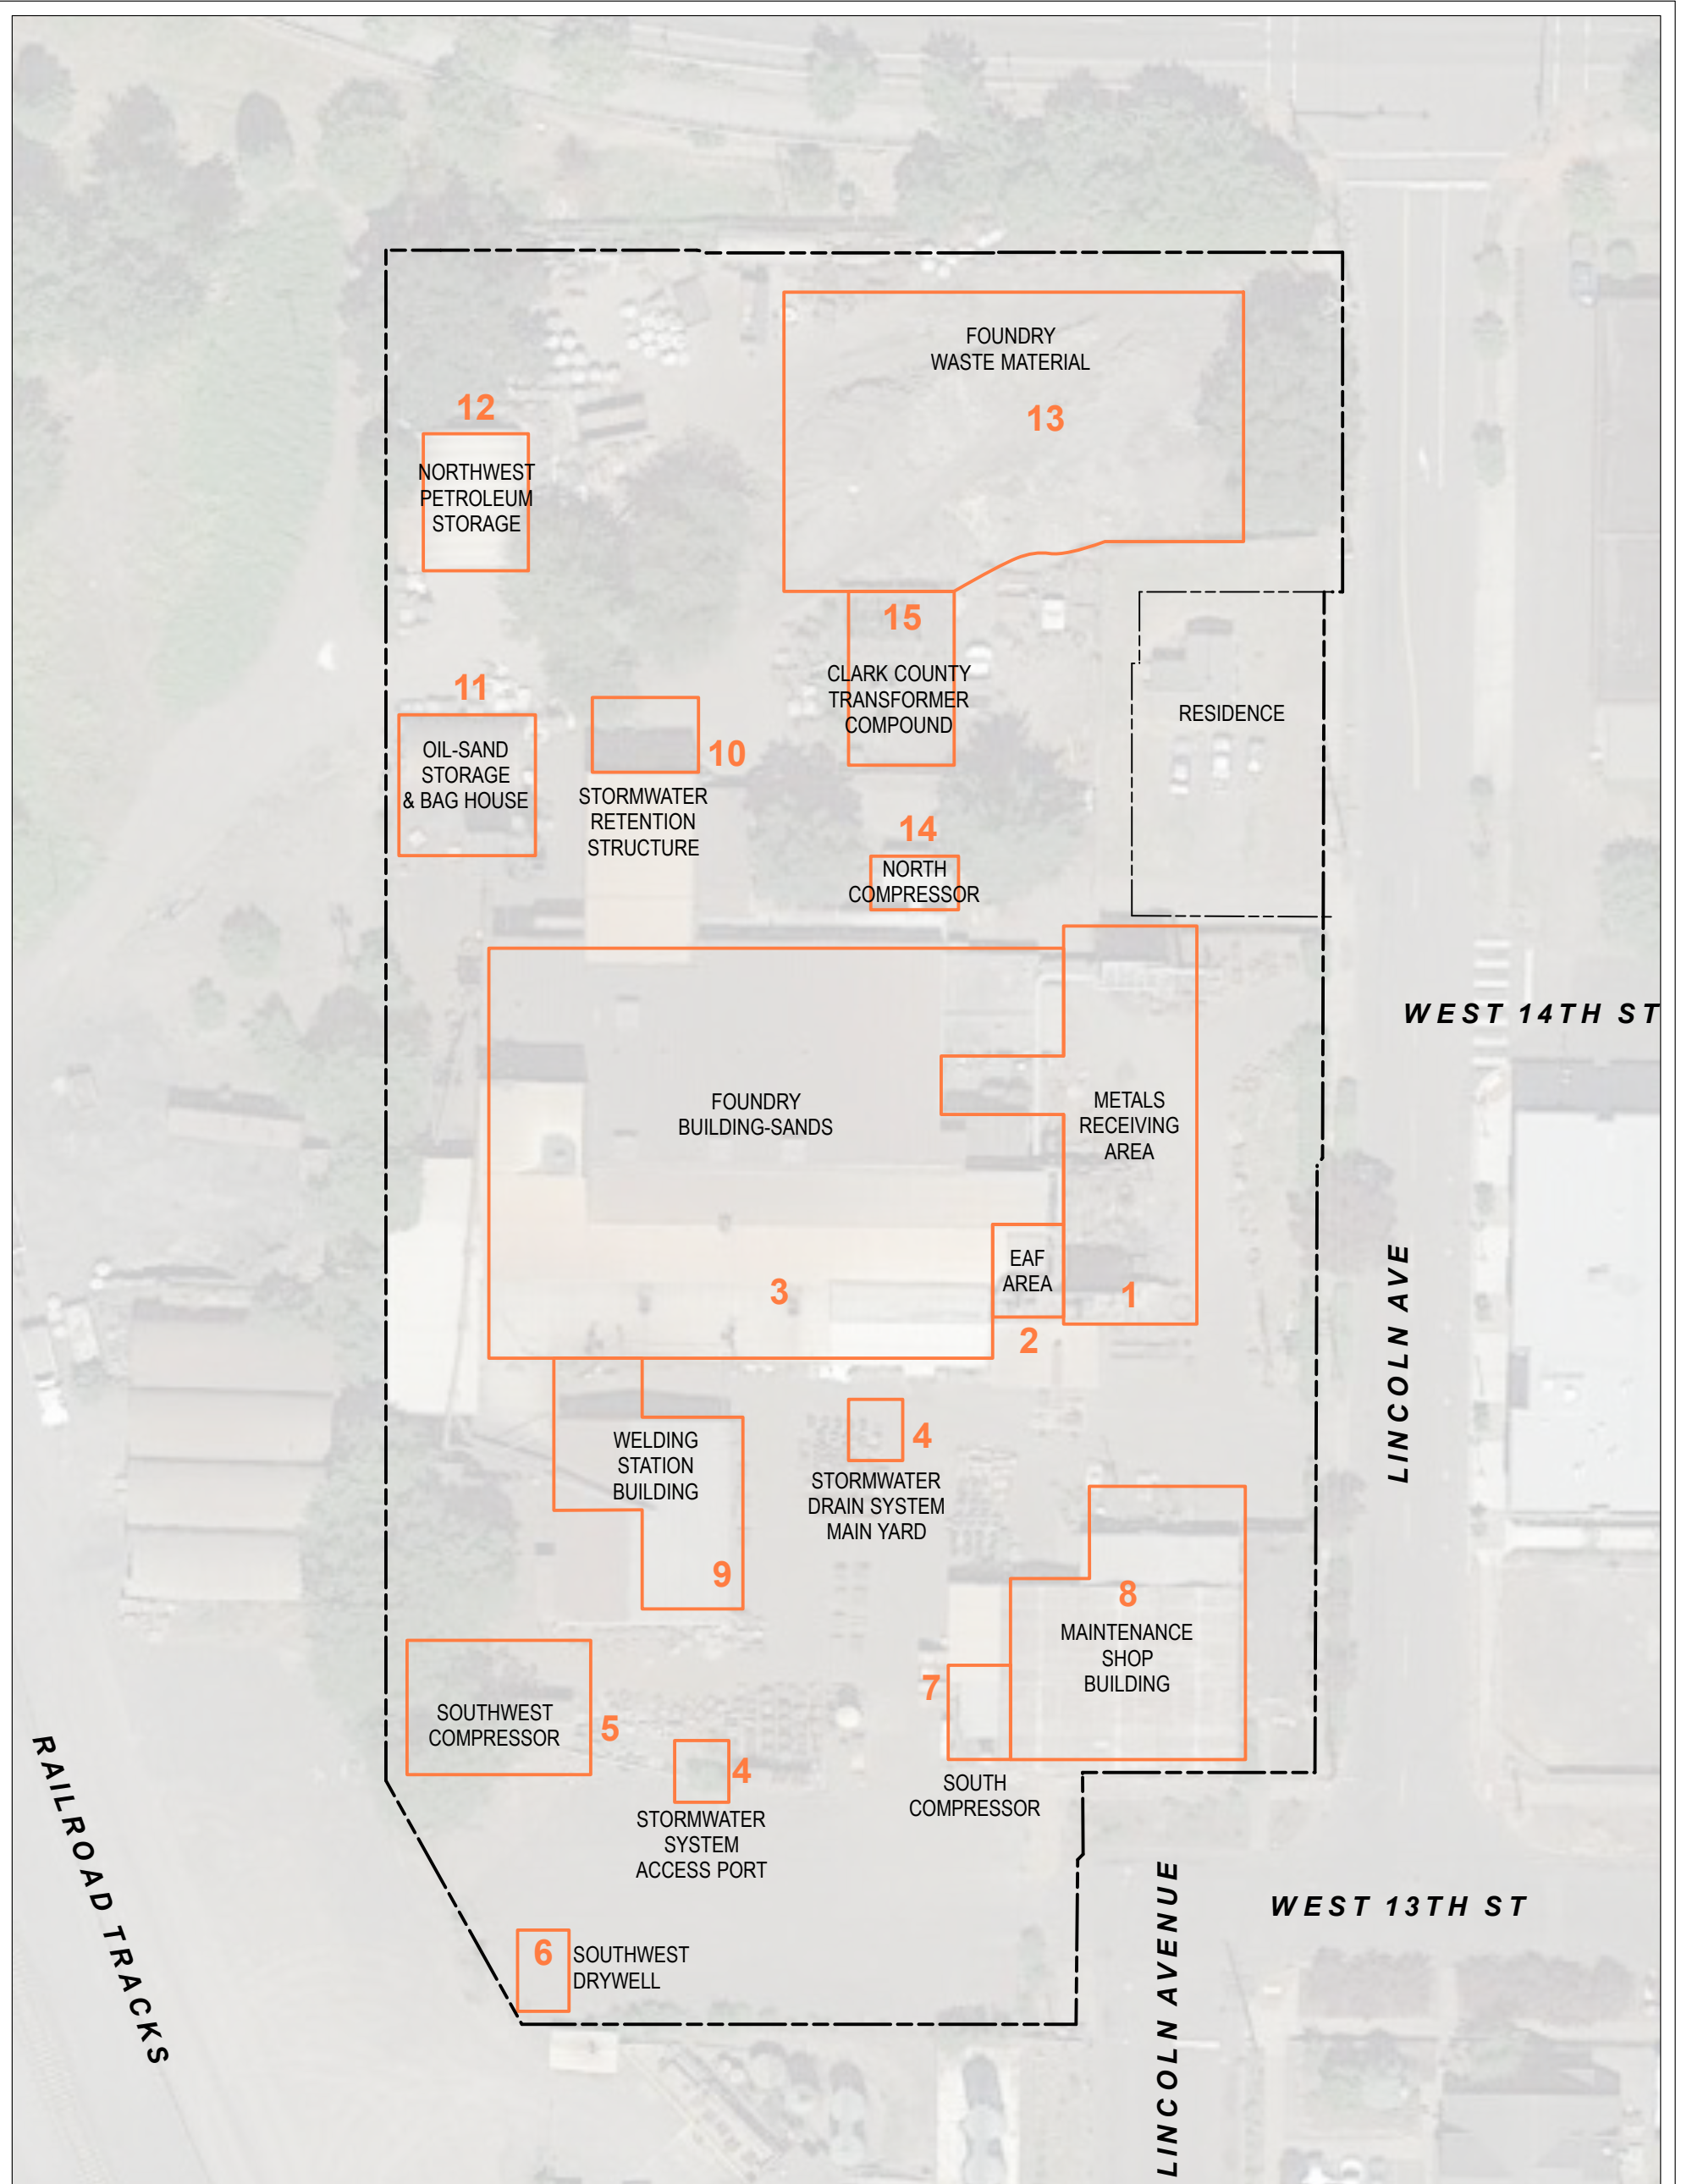 FOUNDRY
WASTE MATERIAL
13
12
NORTHWEST
PETROLEUM
STORAGE
15
CLARK COUNTY
TRANSFORMER
COMPOUND
RESIDENCE
11
OIL-SAND
STORAGE
& BAG HOUSE
10
STORMWATER
RETENTION
STRUCTURE
14
NORTH
COMPRESSOR
WEST 14TH ST
FOUNDRY
BUILDING-SANDS
3
METALS
RECEIVING
AREA
1
EAF
AREA
2
LINCOLN AVE
WELDING
STATION
BUILDING
9
4
STORMWATER
DRAIN SYSTEM
MAIN YARD
8
MAINTENANCE
SHOP
BUILDING
7
SOUTH
COMPRESSOR
SOUTHWEST
COMPRESSOR
5
4
STORMWATER
SYSTEM
ACCESS PORT
RAILROAD TRACKS
6
SOUTHWEST
DRYWELL
LINCOLN AVENUE
WEST 13TH ST